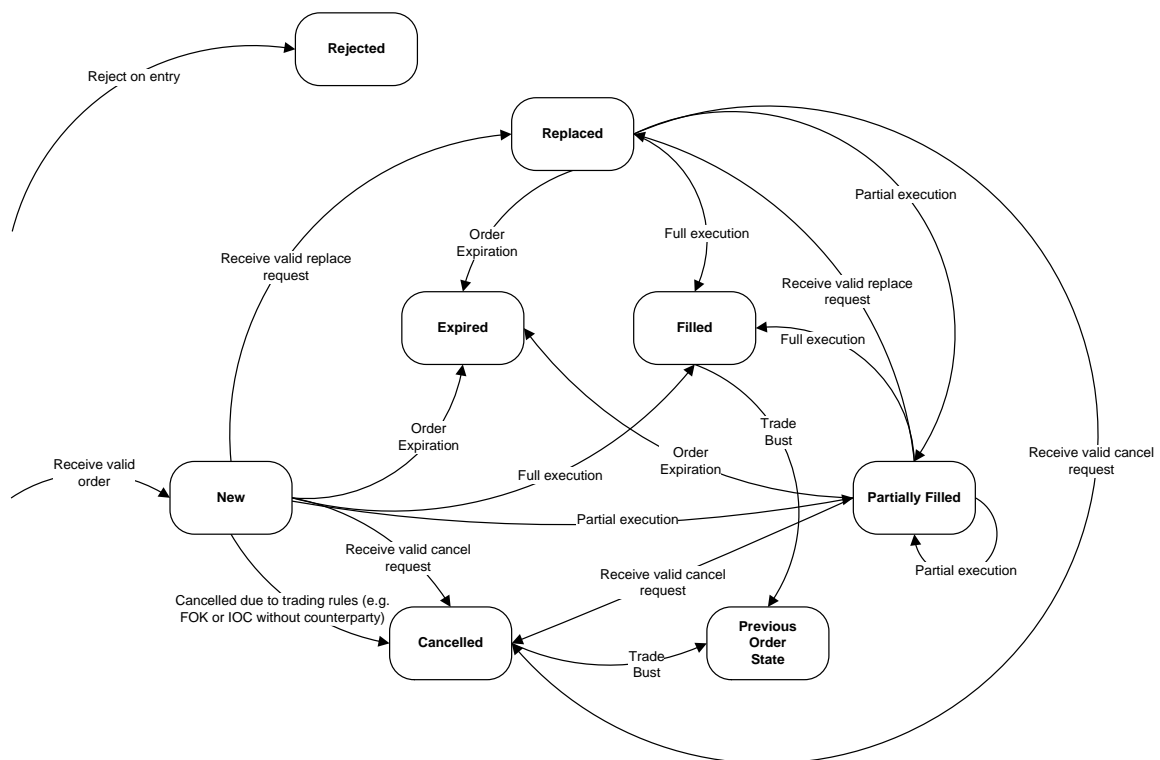 Rejected
Reject on entry
Replaced
Partial execution
Order
Expiration
Full execution
Receive valid replace
request
Receive valid replace
request
Expired
Filled
Full execution
Order
Expiration
Trade
Bust
Order
Expiration
Receive valid cancel
request
Receive valid
order
Full execution
New
Partially Filled
Partial execution
Receive valid cancel
request
Receive valid cancel
request
Partial execution
Cancelled due to trading rules (e.g.
FOK or IOC without counterparty)
Cancelled
Previous
Order
State
Trade
Bust